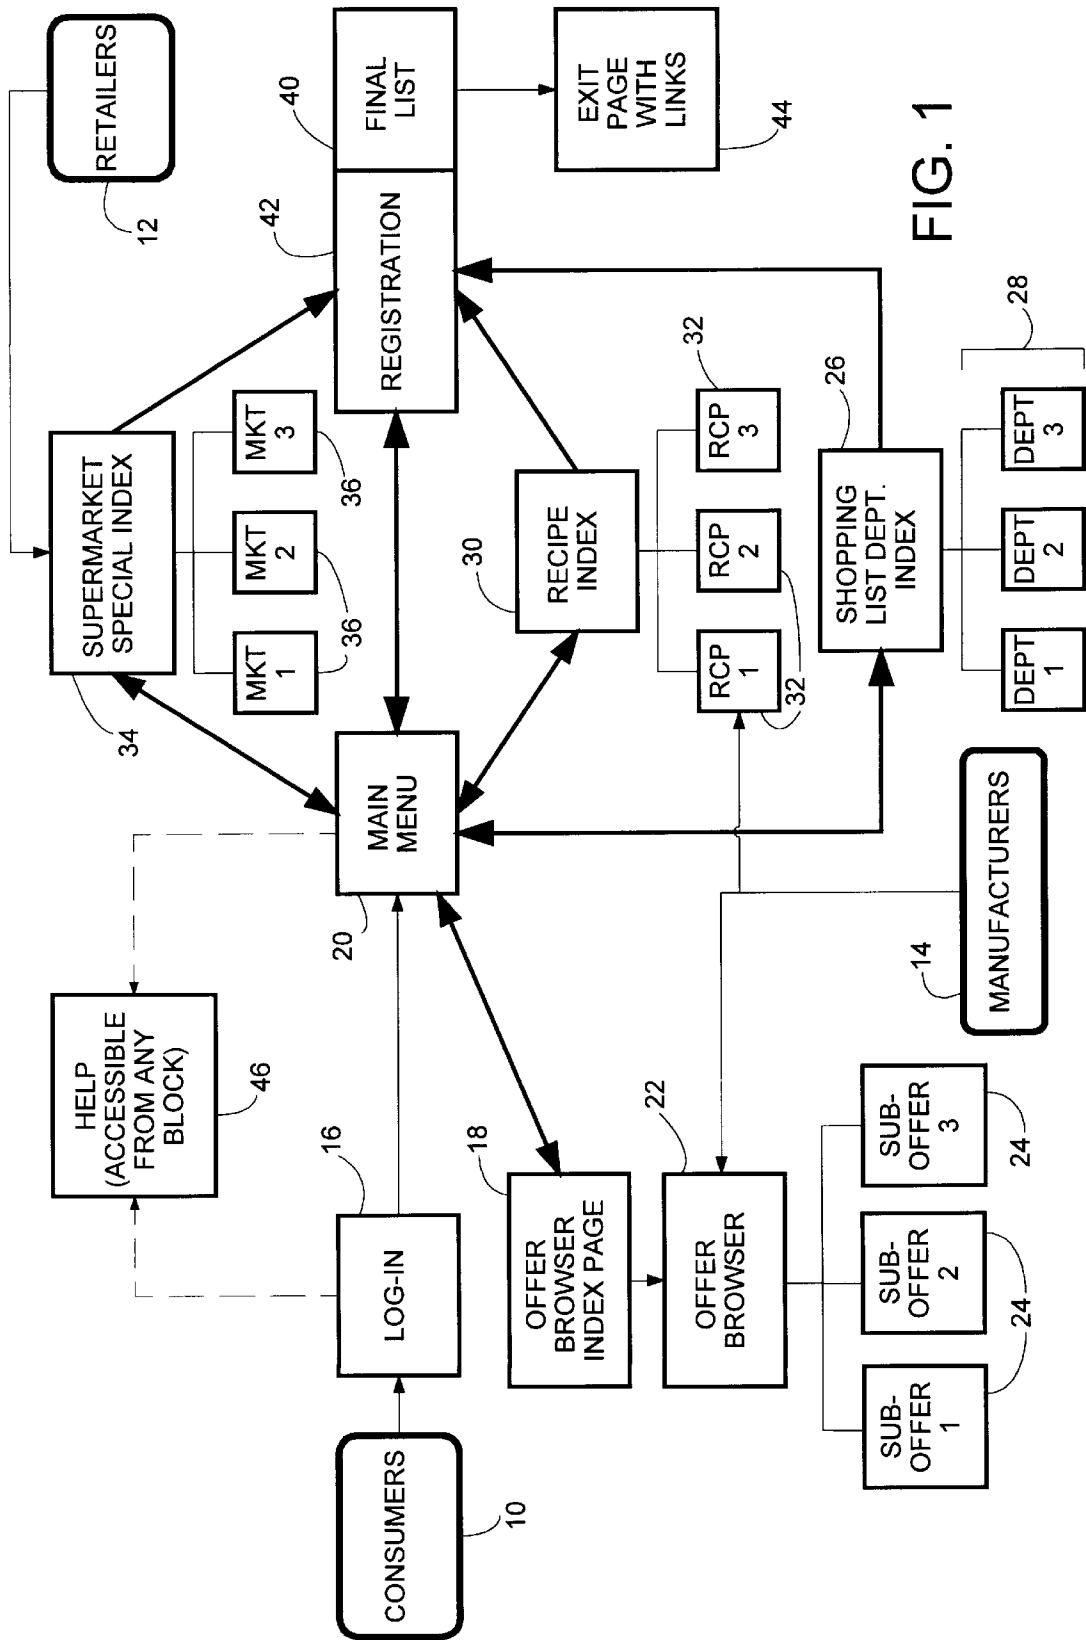 RETAILERS
12
SUPERMARKET
SPECIAL INDEX
34
MKT
1
MKT
2
MKT
3
36
36
HELP
(ACCESSIBLE
FROM ANY
BLOCK)
46
CONSUMERS
10
LOG-IN
16
MAIN
MENU
20
REGISTRATION
42
FINAL
LIST
40
EXIT
PAGE
WITH
LINKS
44
OFFER
BROWSER
INDEX PAGE
18
OFFER
BROWSER
22
SUB-
OFFER
1
SUB-
OFFER
2
SUB-
OFFER
3
24
24
RECIPE
INDEX
30
RCP
1
RCP
2
RCP
3
32
32
SHOPPING
LIST DEPT.
INDEX
26
DEPT
1
DEPT
2
DEPT
3
28
MANUFACTURERS
14
FIG. 1